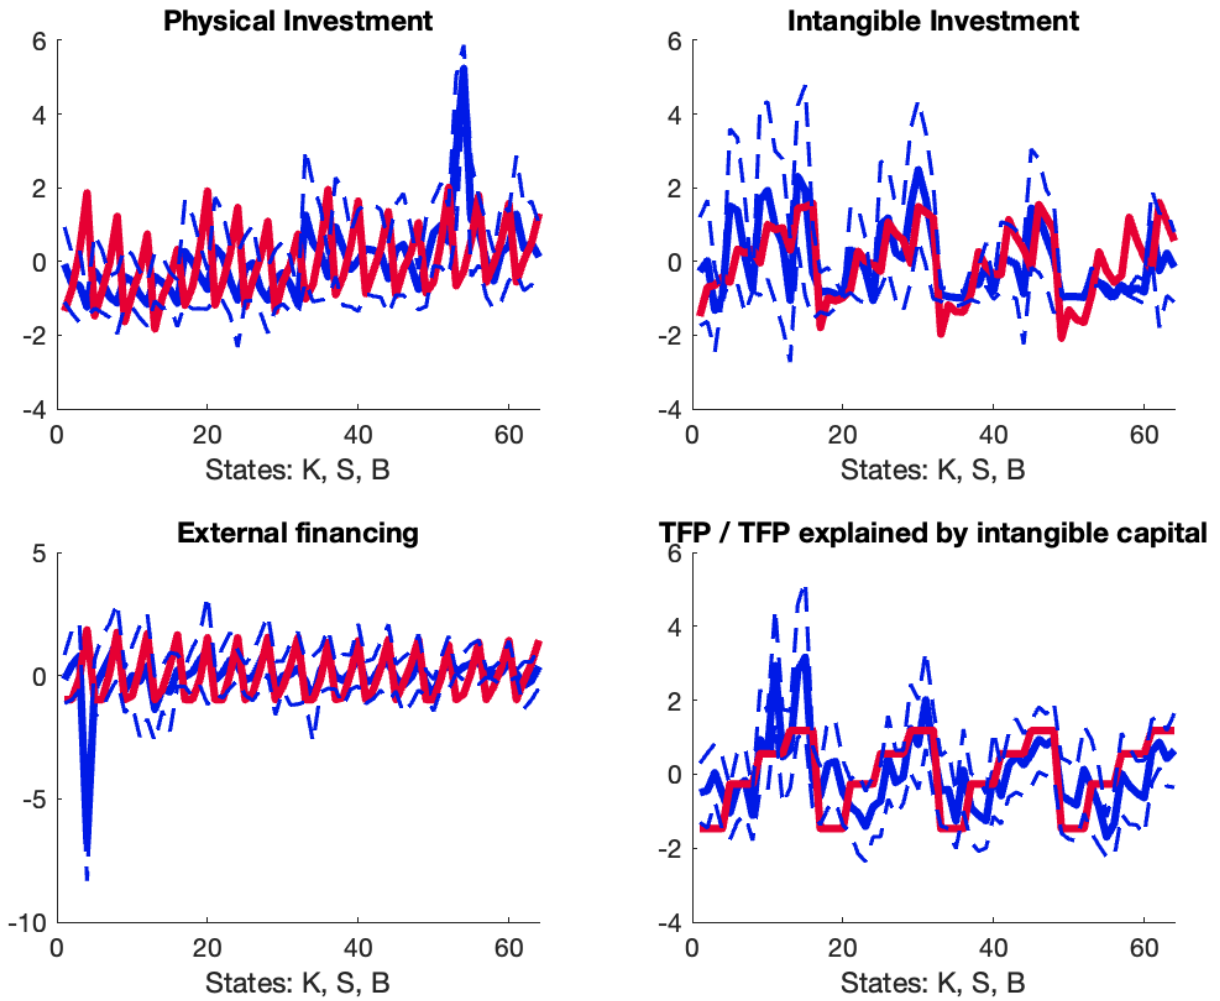 Physical Investment
6
4
2
0
-2
-4
0 20 40 60
States: K, S, B
Intangible Investment
6
4
2
0
-2
-4
0 20 40 60
States: K, S, B
External financing
5
0
-5
-10
0 20 40 60
States: K, S, B
TFP / TFP explained by intangible capital
6
4
2
0
-2
-4
0 20 40 60
States: K, S, B